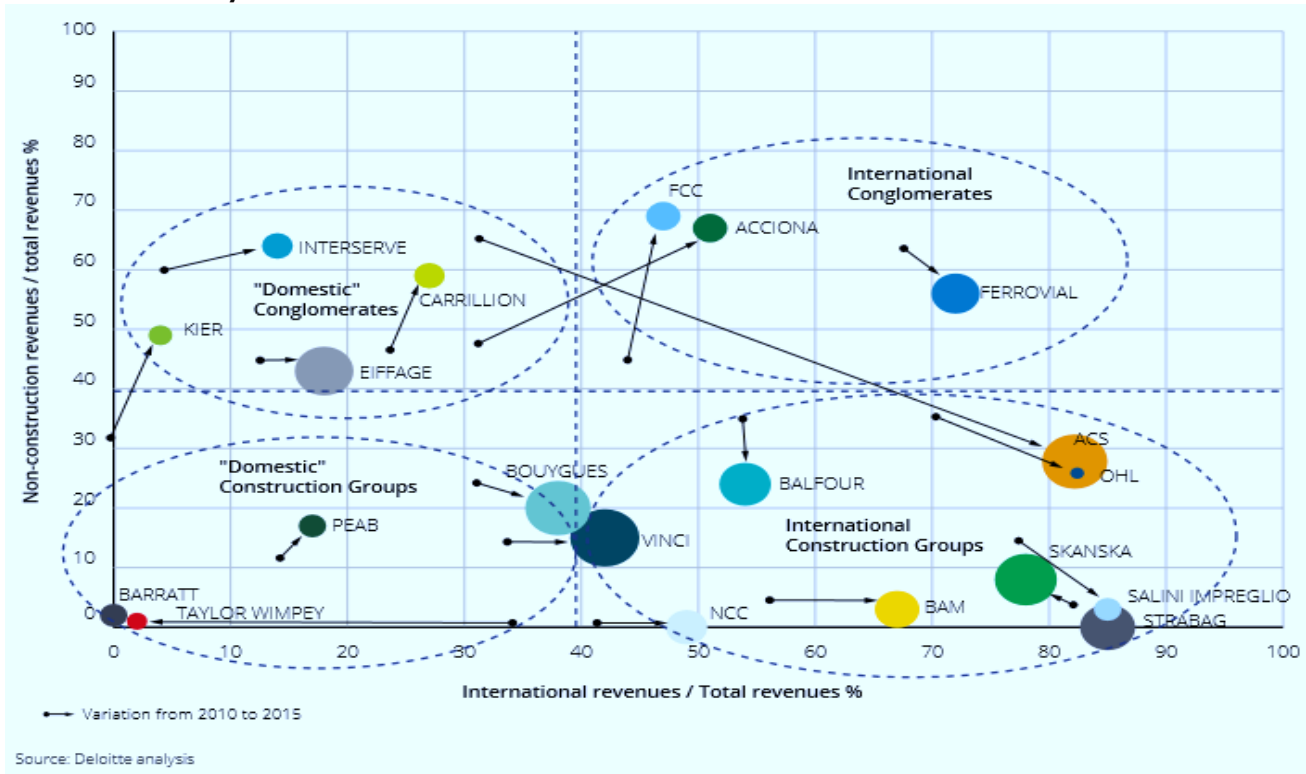 Non-construction revenues / total revenues %
100
90
80
70
60
50
40
30
20
10
0
FCC
International
Conglomerates
ACCIONA
INTERSERVE
"Domestic"
Conglomerates
CARRILLION
FERROVIAL
KIER
EIFFAGE
ACS
OHL
"Domestic"
Construction Groups
BOUYGUES
BALFOUR
PEAB
VINCI
International
Construction Groups
SKANSKA
BARRATT
TAYLOR WIMPEY
NCC
BAM
SALINI IMPREGLIO
STRABAG
0 10 20 30 40 50 60 70 80 90 100
International revenues / Total revenues %
Variation from 2010 to 2015
Source: Deloitte analysis